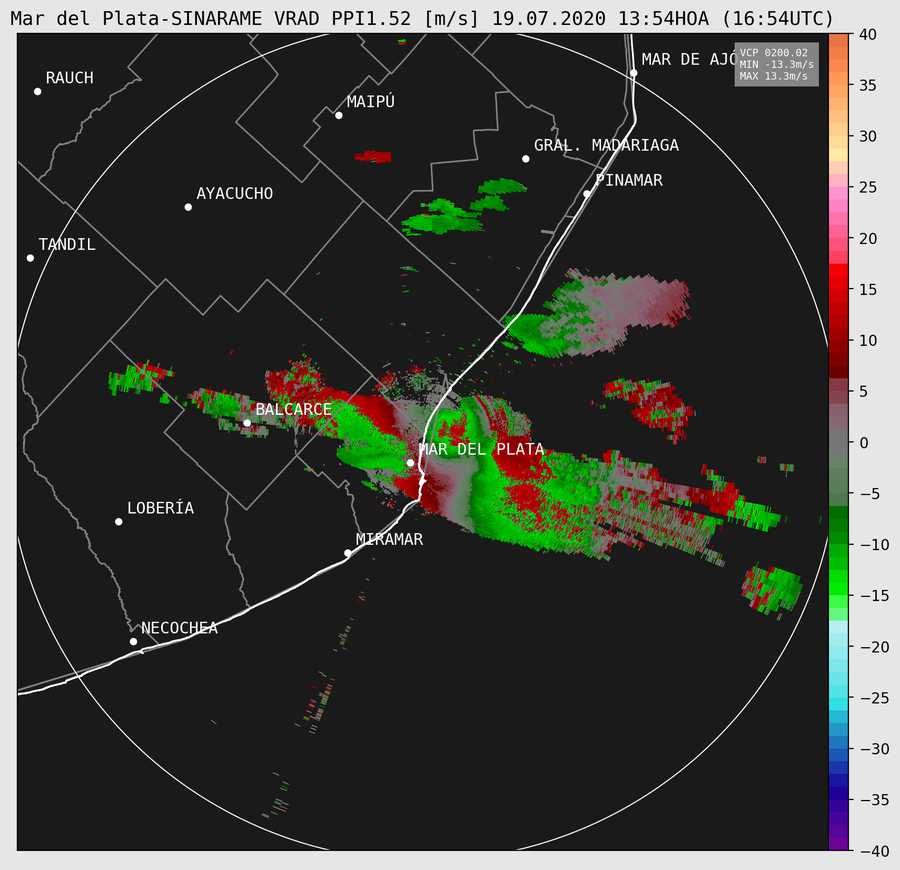 Mar del Plata-SINARAME VRAD PPI1.52 [m/s] 19.07.2020 13:54HOA (16:54UTC)
MAR DE AJÓ
VCP 0200.02
MIN -13.3m/s
MAX 13.3m/s
RAUCH
MAIPÚ
GRAL. MADARIAGA
PINAMAR
AYACUCHO
TANDIL
BALCARCE
MAR DEL PLATA
LOBERÍA
MIRAMAR
NECOCHEA
40
35
30
25
20
15
10
5
0
−5
−10
−15
−20
−25
−30
−35
−40